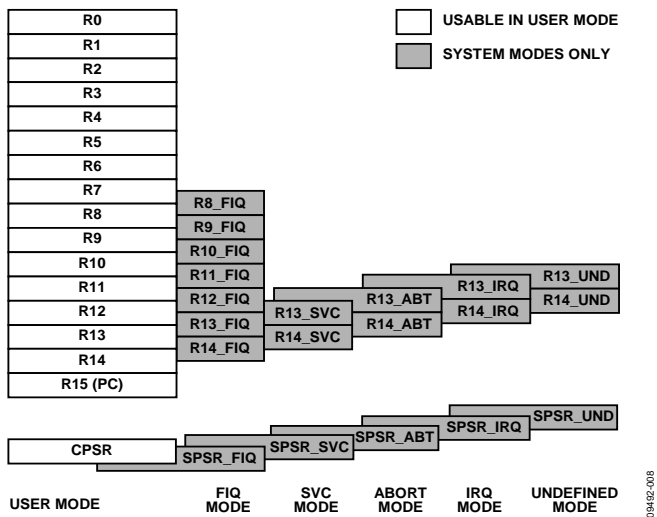 R0
R1
R2
R3
R4
R5
R6
R7
R8
R9
R10
R11
R12
R13
R14
R15 (PC)
USABLE IN USER MODE
SYSTEM MODES ONLY
R8_FIQ
R9_FIQ
R10_FIQ
R11_FIQ
R12_FIQ
R13_FIQ
R14_FIQ
R13_SVC
R14_SVC
R13_ABT
R14_ABT
R13_IRQ
R14_IRQ
R13_UND
R14_UND
CPSR
SPSR_FIQ
SPSR_SVC
SPSR_ABT
SPSR_IRQ
SPSR_UND
USER MODE
FIQ
MODE
SVC
MODE
ABORT
MODE
IRQ
MODE
UNDEFINED
MODE
09492-008